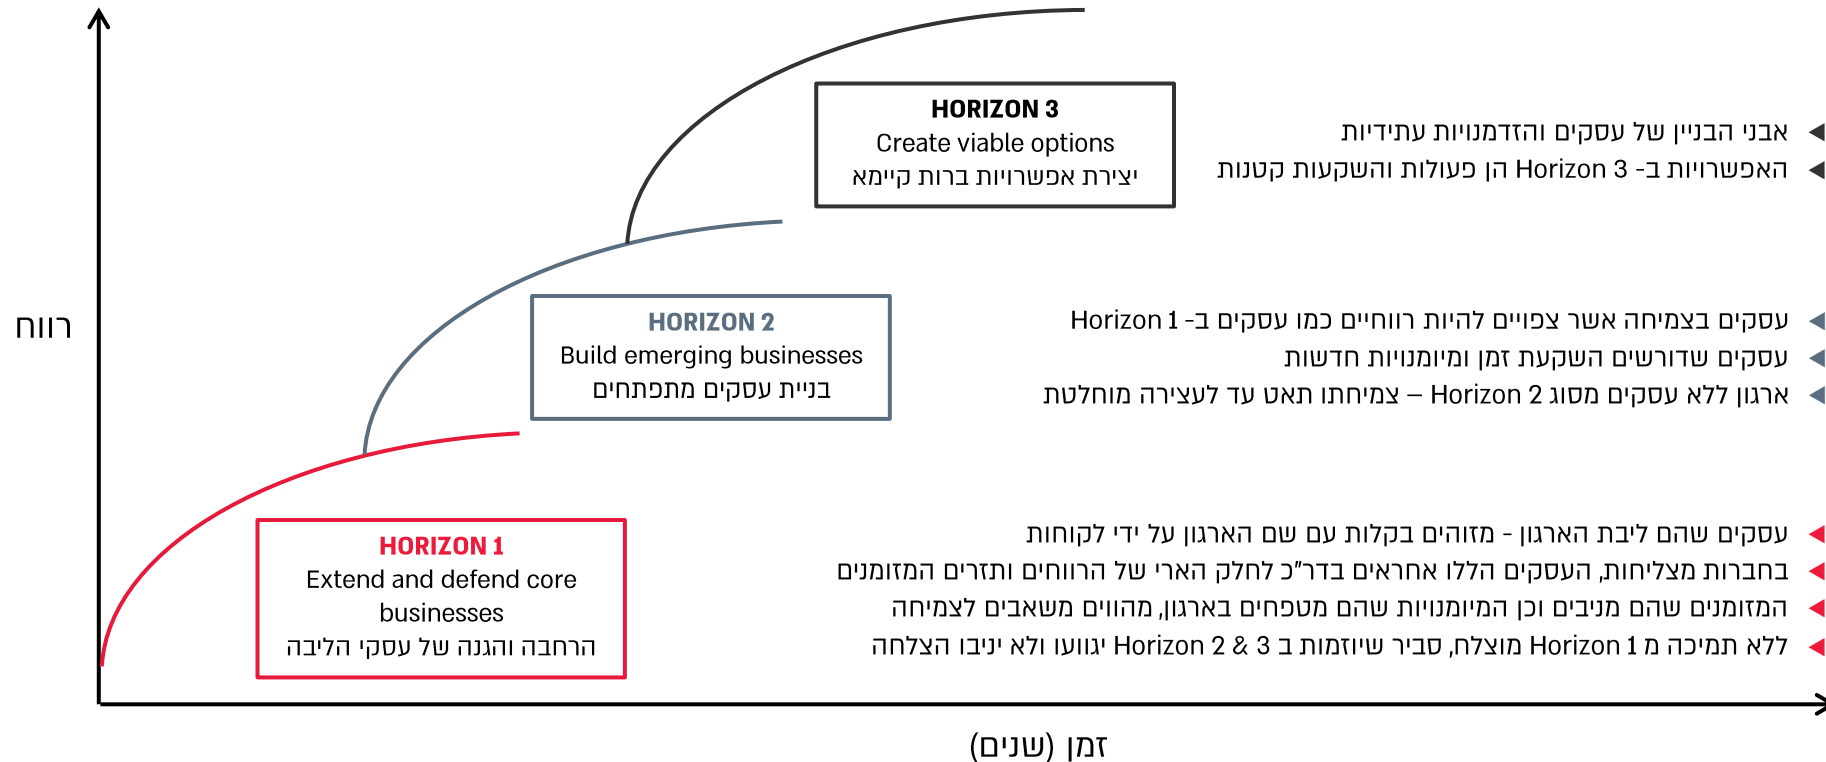 HORIZON 3
Create viable options
יצירת אפשרויות ברות קיימא
אבני הבניין של עסקים והזדמנויות עתידיות
האפשרויות ב- Horizon 3 הן פעולות והשקעות קטנות
רווח
HORIZON 2
Build emerging businesses
בניית עסקים מתפתחים
עסקים בצמיחה אשר צפויים להיות רווחיים כמו עסקים ב- Horizon 1
עסקים שדורשים השקעת זמן ומיומנויות חדשות
ארגון ללא עסקים מסוג Horizon 2 – צמיחתו תאט עד לעצירה מוחלטת
HORIZON 1
Extend and defend core
businesses
הרחבה והגנה של עסקי הליבה
עסקים שהם ליבת הארגון - מזוהים בקלות עם שם הארגון על ידי לקוחות
בחברות מצליחות, העסקים הללו אחראים בדר"כ לחלק הארי של הרווחים ותזרים המזומנים
המזומנים שהם מניבים וכן המיומנויות שהם מטפחים בארגון, מהווים משאבים לצמיחה
ללא תמיכה מ Horizon 1 מוצלח, סביר שיוזמות ב Horizon 2 & 3 יגוועו ולא יניבו הצלחה
זמן (שנים)